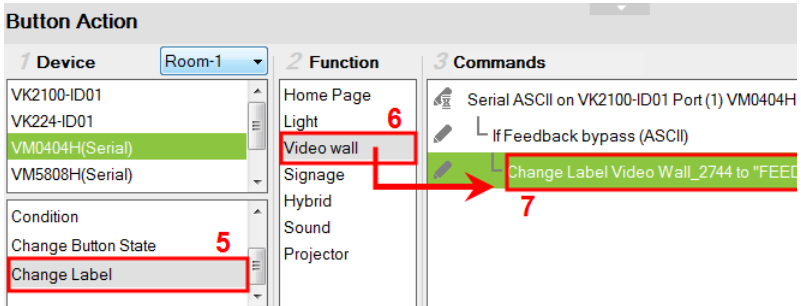 Button Action
1 Device
Room-1
2 Function
3 Commands
VK2100-ID01
VK224-ID01
VM0404H(Serial)
VM5808H(Serial)
Condition
Change Button State
5
Change Label
Home Page
Light
6
Video wall
Signage
Hybrid
Sound
Projector
Serial ASCII on VK2100-ID01 Port (1) VM0404H
If Feedback bypass (ASCII)
Change Label Video Wall_2744 to "FEED
7